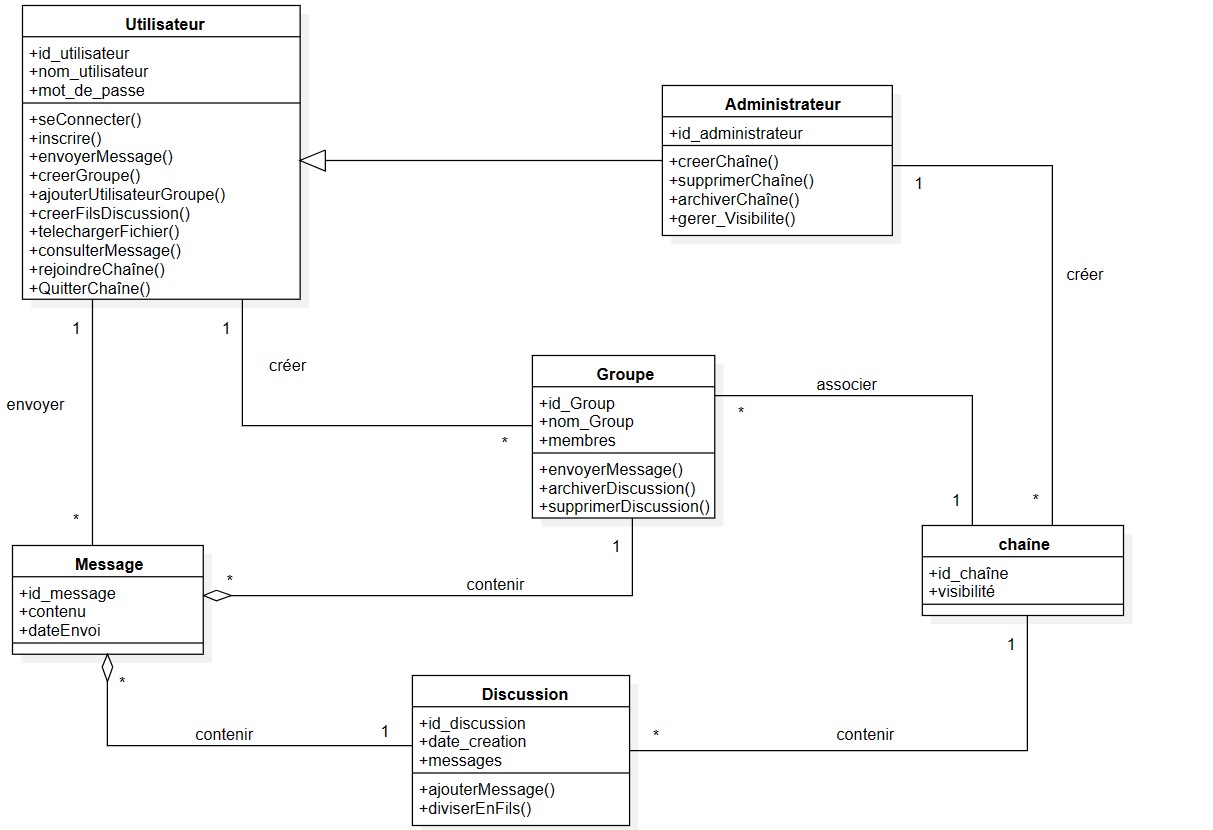 Utilisateur
+id_utilisateur
+nom_utilisateur
+mot_de_passe
+seConnecter()
+inscrire()
+envoyerMessage()
+creerGroupe()
+ajouterUtilisateurGroupe()
+creerFilsDiscussion()
+telechargerFichier()
+consulterMessage()
+rejoindreChaîne()
+QuitterChaîne()
Administrateur
+id_administrateur
+creerChaîne()
+supprimerChaîne()
+archiverChaîne()
+gerer_Visibilite()
1
créer
*
1
envoyer
*
1
créer
*
Groupe
+id_Group
+nom_Group
+membres
+envoyerMessage()
+archiverDiscussion()
+supprimerDiscussion()
associer
*
1
chaîne
+id_chaîne
+visibilité
Message
+id_message
+contenu
+dateEnvoi
*
contenir
1
*
contenir
1
Discussion
+id_discussion
+date_creation
+messages
+ajouterMessage()
+diviserEnFils()
*
contenir
1